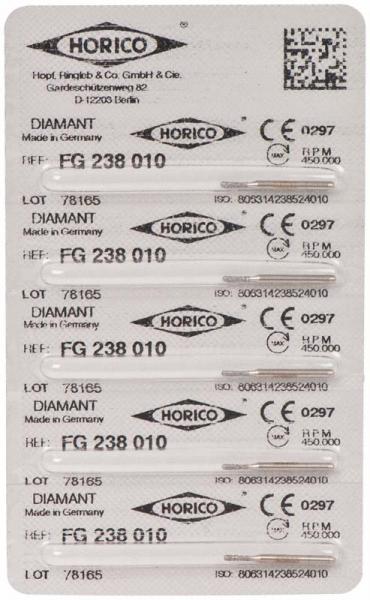 HORICO ®
Hopf, Ringleb & Co. GmbH & Cie.
Gardeschützenweg 82
D-12203 Berlin
DIAMANT
Made in Germany
HORICO ®
CE 0297
REF: FG 238 010
MAX
RPM
450.000
LOT 78165
ISO: 806314238524010
DIAMANT
Made in Germany
HORICO ®
CE 0297
REF: FG 238 010
MAX
RPM
450.000
LOT 78165
ISO: 806314238524010
DIAMANT
Made in Germany
HORICO ®
CE 0297
REF: FG 238 010
MAX
RPM
450.000
LOT 78165
ISO: 806314238524010
DIAMANT
Made in Germany
HORICO ®
CE 0297
REF: FG 238 010
MAX
RPM
450.000
LOT 78165
ISO: 806314238524010
DIAMANT
Made in Germany
HORICO ®
CE 0297
REF: FG 238 010
MAX
RPM
450.000
LOT 78165
ISO: 806314238524010